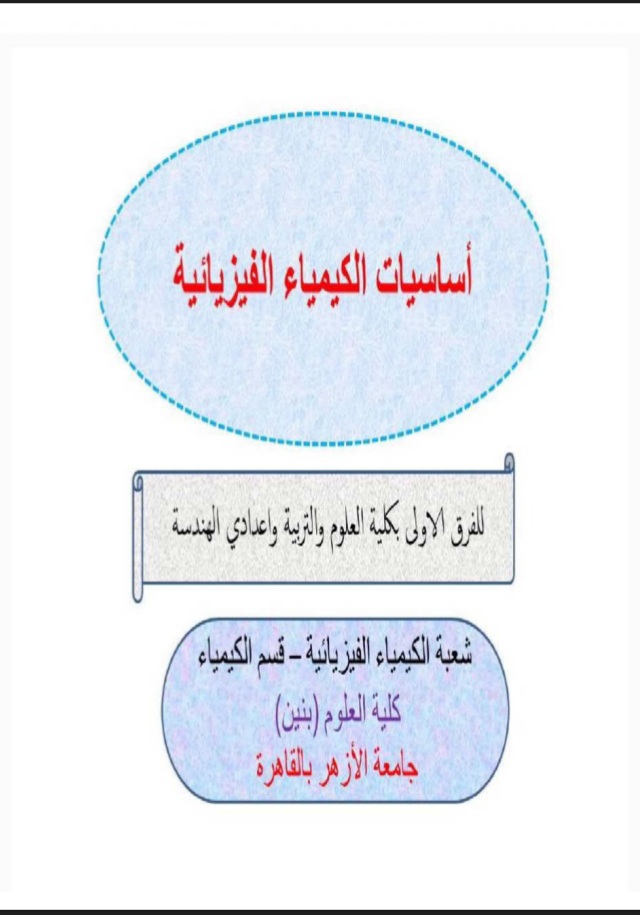 أساسيات الكيمياء الفيزيائية
للفرق الاولى بكلية العلوم والتربية واعدادي الهندسة
شعبة الكيمياء الفيزيائية – قسم الكيمياء
كلية العلوم (بنين)
جامعة الأزهر بالقاهرة